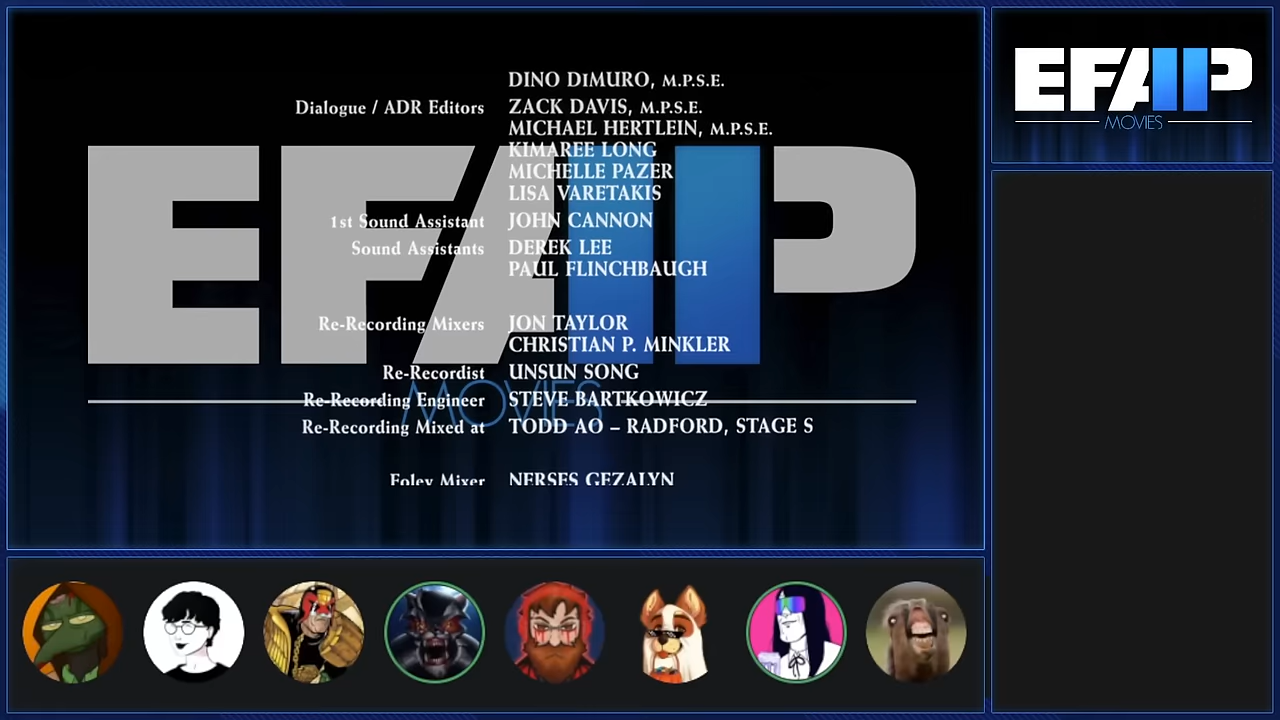 DINO DIMURO, M.P.S.E.
Dialogue / ADR Editors ZACK DAVIS, M.P.S.E.
MICHAEL HERTLEIN, M.P.S.E.
KIMAREE LONG
MICHELLE PAZER
LISA VARETAKIS
1st Sound Assistant JOHN CANNON
Sound Assistants DEREK LEE
PAUL FLINCHBAUGH
Re-Recording Mixers JON TAYLOR
CHRISTIAN P. MINKLER
Re-Recordist UNSUN SONG
Re-Recording Engineer STEVE BARTKOWICZ
Re-Recording Mixed at TODD AO – RADFORD, STAGE S
Foley Mixer NERSES GEZALYN
EFAP
MOVIES
EFAP
MOVIES